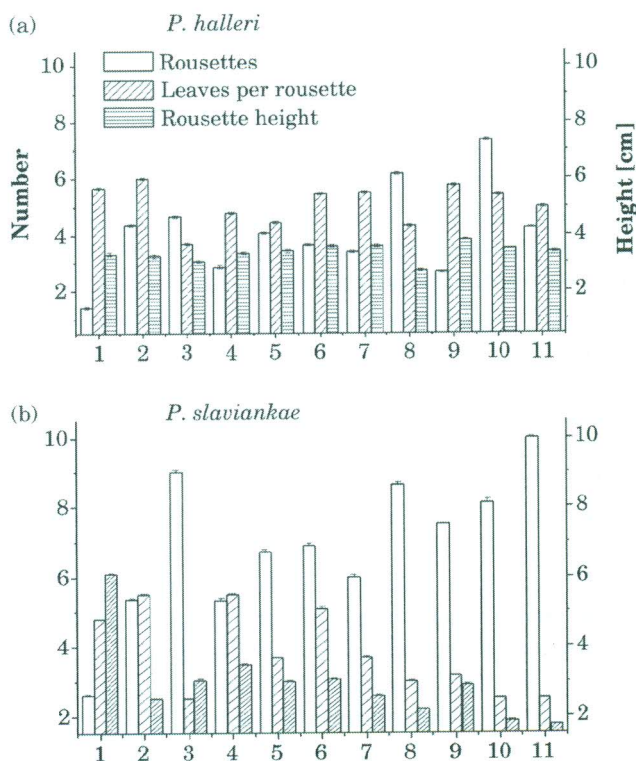 (a) P. halleri
Rousettes
Leaves per rousette
Rousette height
Number
Height [cm]
10 10
8 8
6 6
4 4
2 2
1 2 3 4 5 6 7 8 9 10 11
(b) P. slaviankae
10 10
8 8
6 6
4 4
2 2
1 2 3 4 5 6 7 8 9 10 11